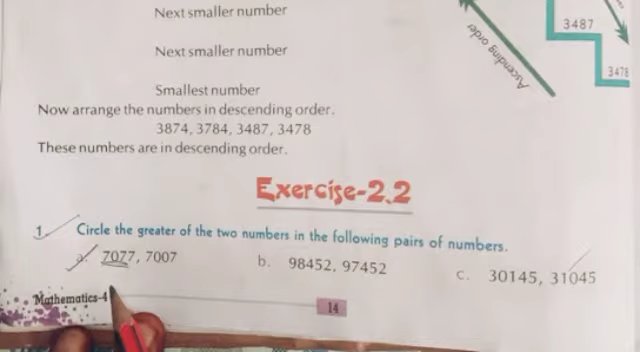 Next smaller number
3487
Ascending order
Next smaller number
3478
Smallest number
Now arrange the numbers in descending order.
3874, 3784, 3487, 3478
These numbers are in descending order.
Exercise-2.2
1. Circle the greater of the two numbers in the following pairs of numbers.
a. 7077, 7007 b. 98452, 97452 c. 30145, 31045
Mathematics-4
14